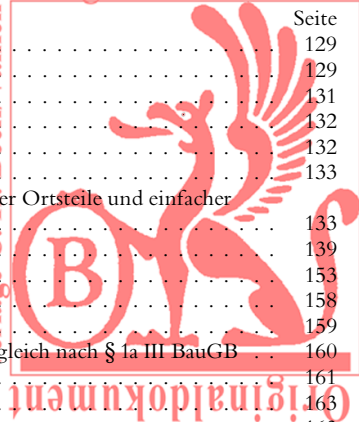 Seite
. . . . . . . . . . . . . . . . . 129
. . . . . . . . . . . . . . . . . 129
. . . . . . . . . . . . . . . . . 131
. . . . . . . . . . . . . . . . . 132
. . . . . . . . . . . . . . . . . 132
. . . . . . . . . . . . . . . . . 133
er Ortsteile und einfacher
. . . . . . . . . . . . . . . . . 133
. . . . . . . . . . . . . . . . . 139
. . . . . . . . . . . . . . . . . 153
. . . . . . . . . . . . . . . . . 158
. . . . . . . . . . . . . . . . . 159
gleich nach § 1a III BauGB . . 160
. . . . . . . . . . . . . . . . . 161
. . . . . . . . . . . . . . . . . 163
B
Originaldokument